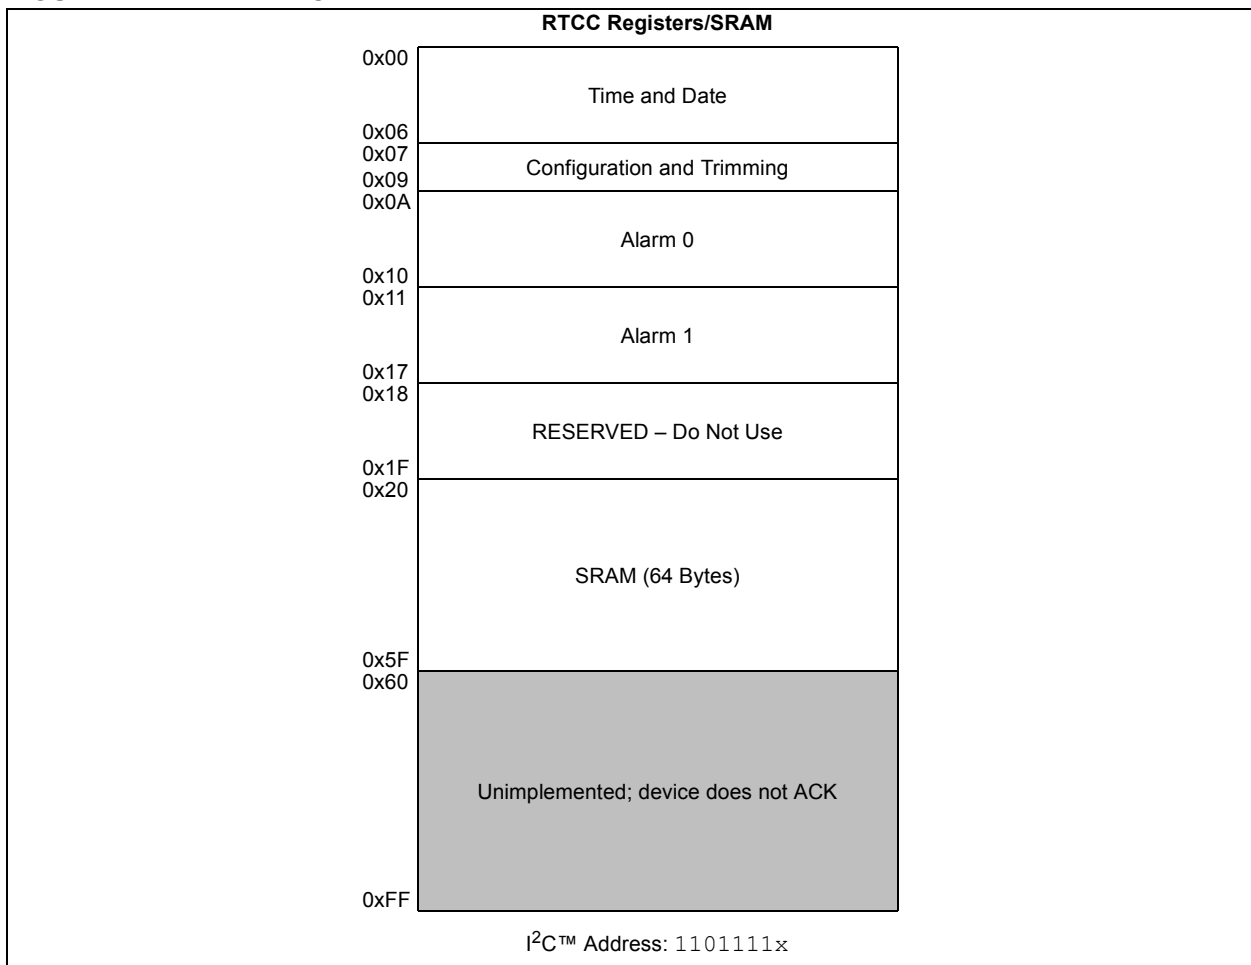 RTCC Registers/SRAM
0x00
Time and Date
0x06
0x07
Configuration and Trimming
0x09
0x0A
Alarm 0
0x10
0x11
Alarm 1
0x17
0x18
RESERVED – Do Not Use
0x1F
0x20
SRAM (64 Bytes)
0x5F
0x60
Unimplemented; device does not ACK
0xFF
I²C™ Address: 1101111x